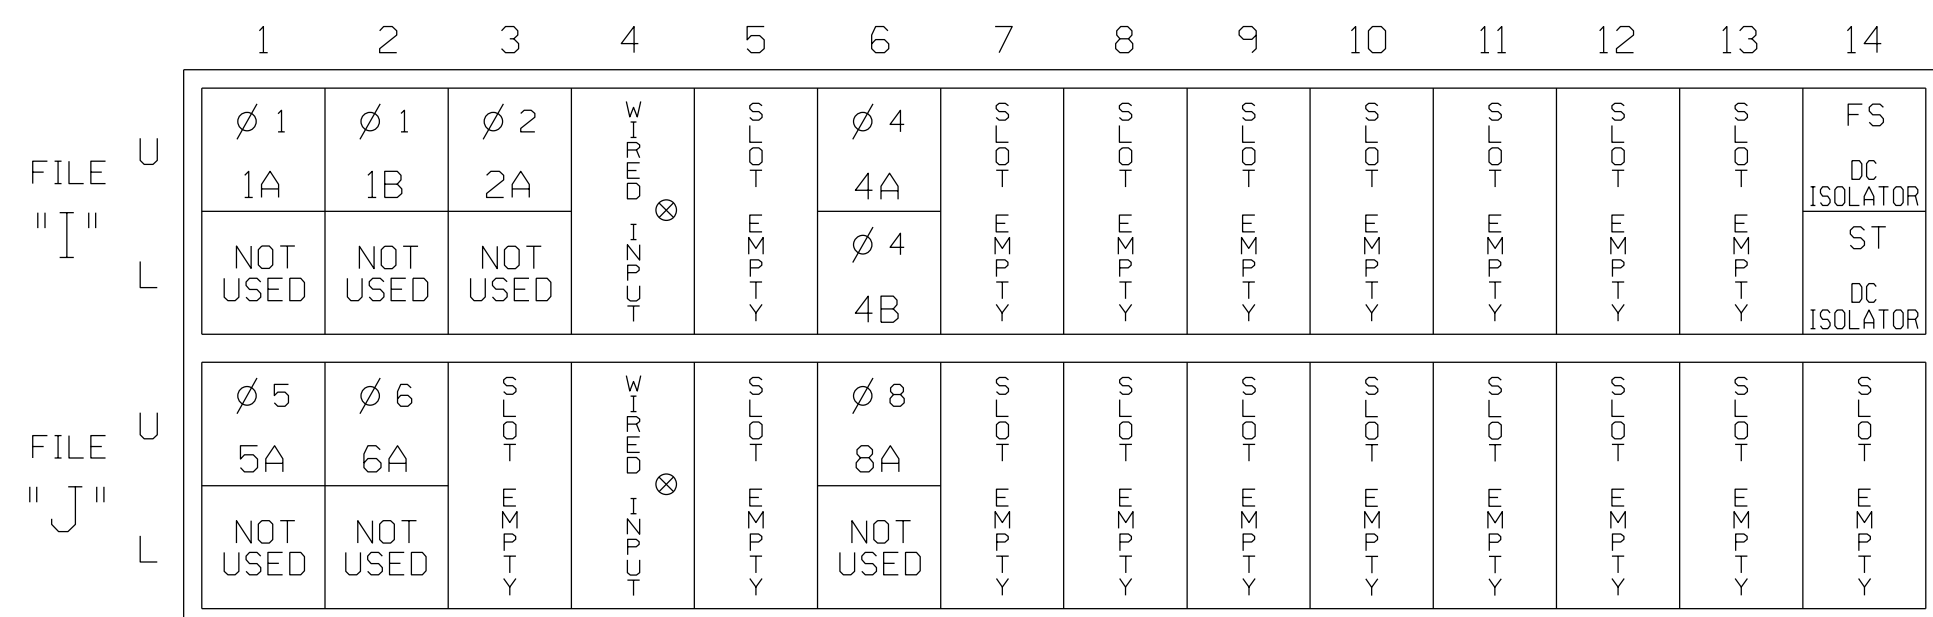 1 2 3 4 5 6 7 8 9 10 11 12 13 14
FILE
"I"
U
L
Ø 1
1A
NOT
USED
Ø 1
1B
NOT
USED
Ø 2
2A
NOT
USED
WIRED INPUT
SLOT EMPTY
Ø 4
4A
Ø 4
4B
SLOT EMPTY
SLOT EMPTY
SLOT EMPTY
SLOT EMPTY
SLOT EMPTY
SLOT EMPTY
SLOT EMPTY
FS
DC
ISOLATOR
ST
DC
ISOLATOR
FILE
"J"
U
L
Ø 5
5A
NOT
USED
Ø 6
6A
NOT
USED
SLOT EMPTY
WIRED INPUT
SLOT EMPTY
Ø 8
8A
NOT
USED
SLOT EMPTY
SLOT EMPTY
SLOT EMPTY
SLOT EMPTY
SLOT EMPTY
SLOT EMPTY
SLOT EMPTY
SLOT EMPTY